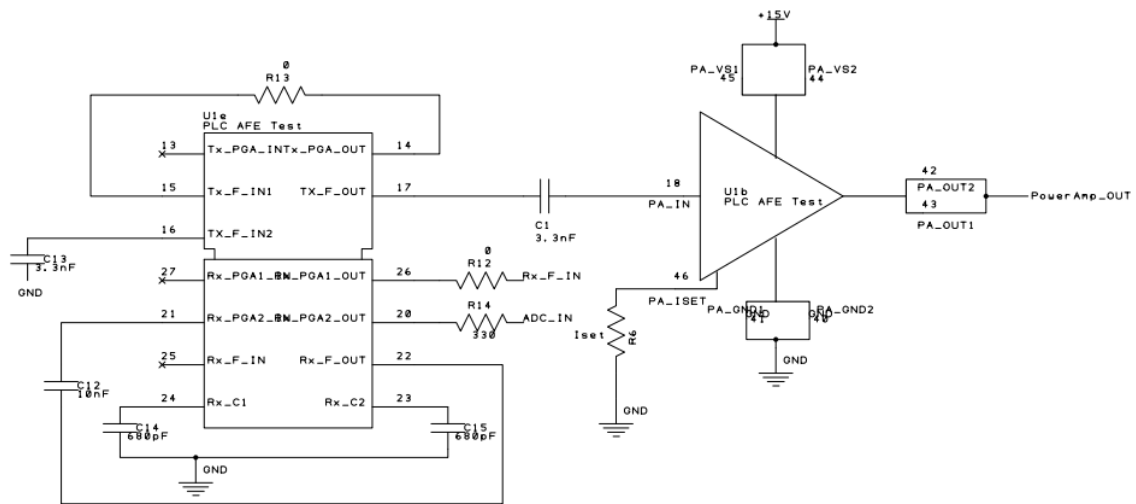 +15V
PA_VS1 PA_VS2
45 44
0
R13
U1e
PLC AFE Test
13 Tx_PGA_IN Tx_PGA_OUT 14
15 Tx_F_IN1 TX_F_OUT 17
16 TX_F_IN2
C1
3.3nF
18
PA_IN
U1b
PLC AFE Test
42
PA_OUT2
43
PA_OUT1
PowerAmp_OUT
C13
3.3nF
GND
27 Rx_PGA1_IN Rx_PGA1_OUT 26
0
R12
Rx_F_IN
21 Rx_PGA2_IN Rx_PGA2_OUT 20
R14
330
ADC_IN
25 Rx_F_IN Rx_F_OUT 22
24 Rx_C1 Rx_C2 23
C12
10nF
C14
680pF
C15
680pF
GND
46
PA_ISET
Iset
R6
GND
PA_GND1 PA_GND2
GND GND
41 40
GND